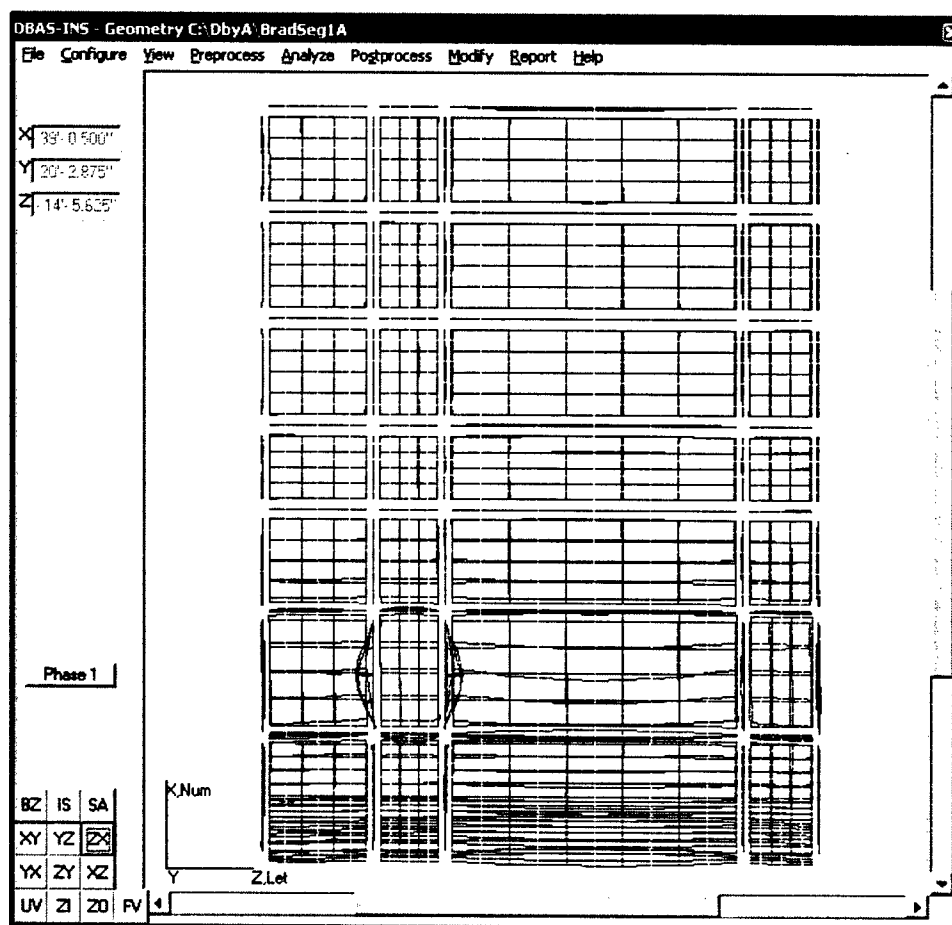 DBAS-INS - Geometry C:\DbyA\BradSeg1A
File Configure View Preprocess Analyze Postprocess Modify Report Help
X 39'- 0.500"
Y 20'- 2.875"
Z - 14'- 5.625"
Phase 1
X,Num
Y Z,Let
BZ IS SA
XY YZ ZX
YX ZY XZ
UV ZI ZO FV